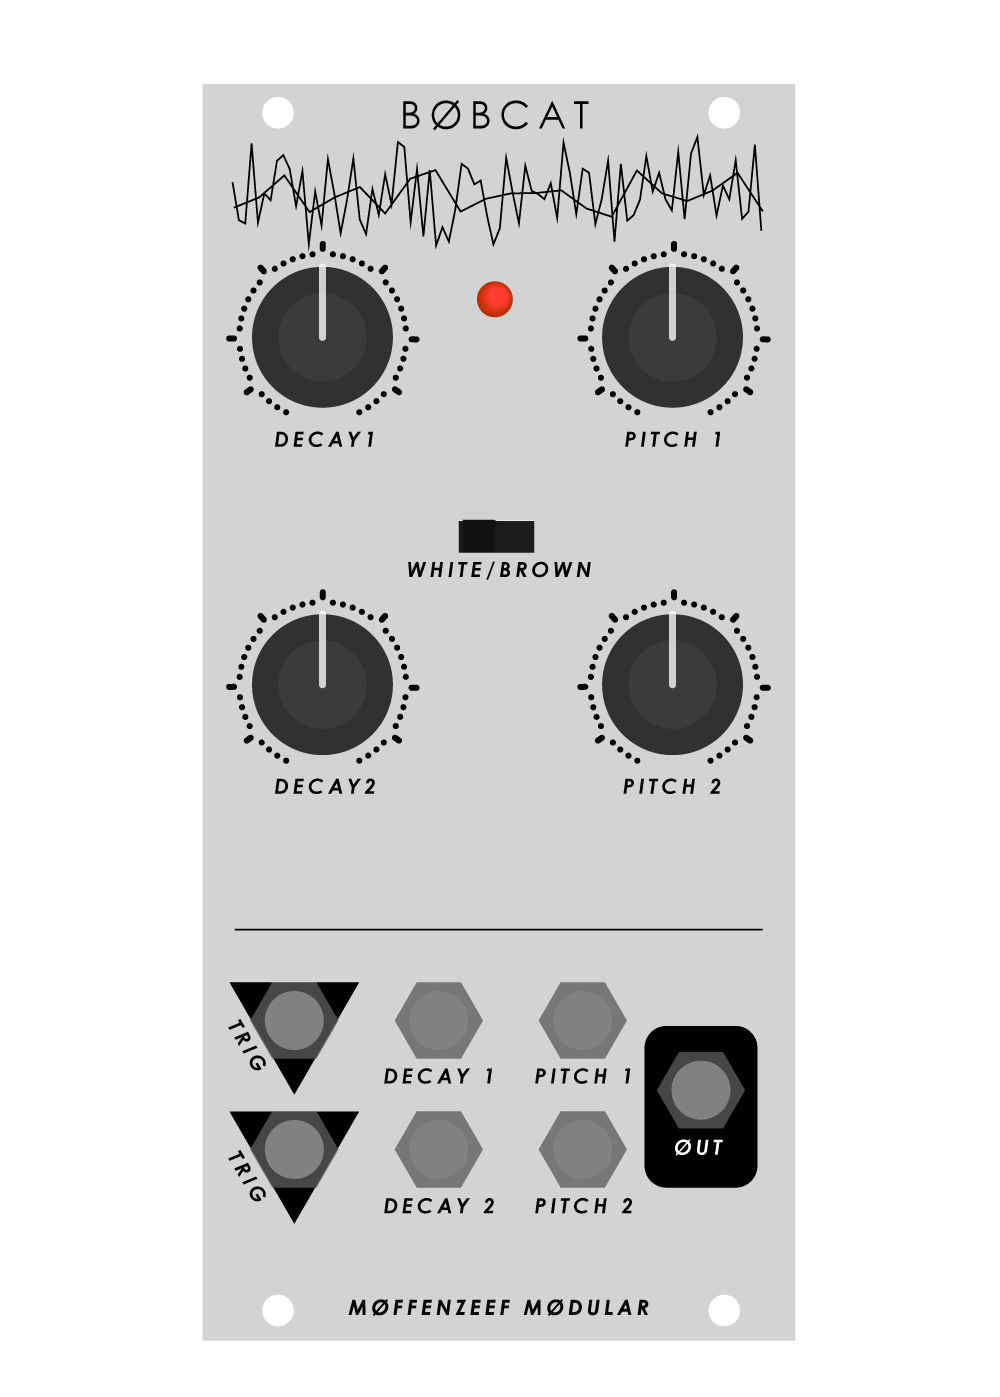 BØBCAT
DECAY1
PITCH 1
WHITE/BROWN
DECAY2
PITCH 2
TRIG
DECAY 1
PITCH 1
ØUT
TRIG
DECAY 2
PITCH 2
MØFFENZEEF MØDULAR